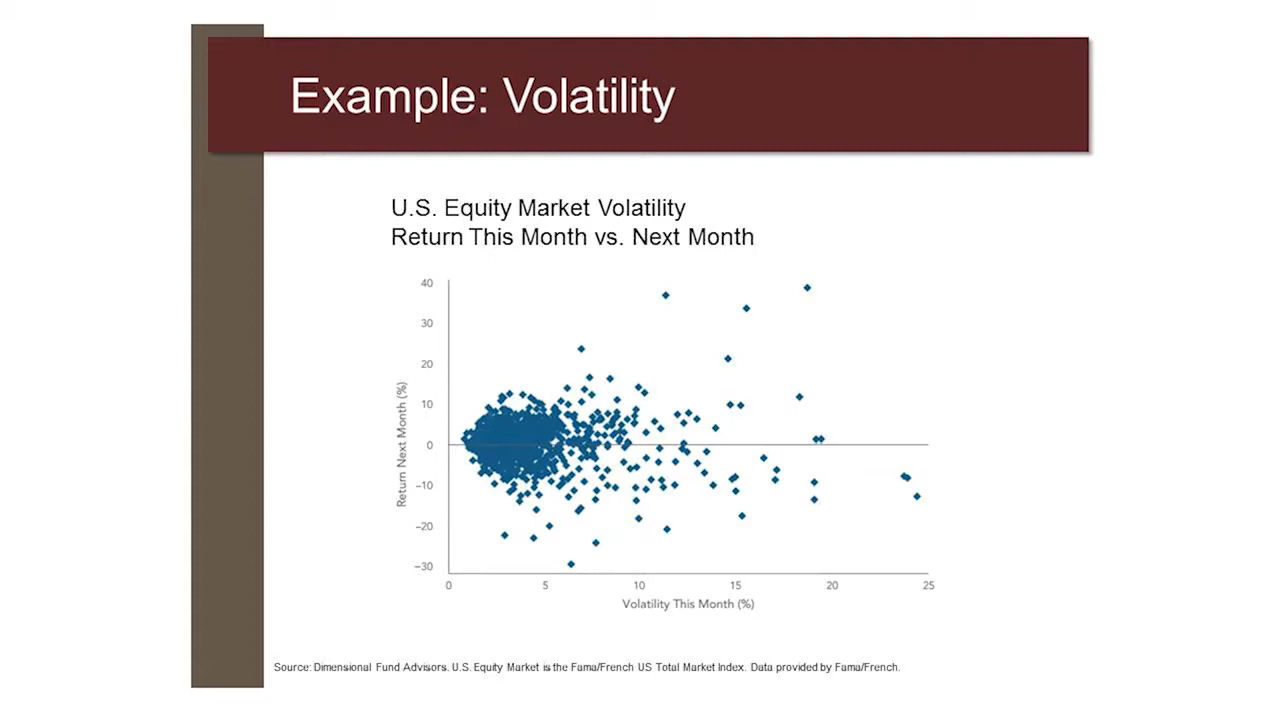 Example: Volatility
U.S. Equity Market Volatility
Return This Month vs. Next Month
40
30
20
10
0
−10
−20
−30
Return Next Month (%)
0 5 10 15 20 25
Volatility This Month (%)
Source: Dimensional Fund Advisors. U.S. Equity Market is the Fama/French US Total Market Index. Data provided by Fama/French.